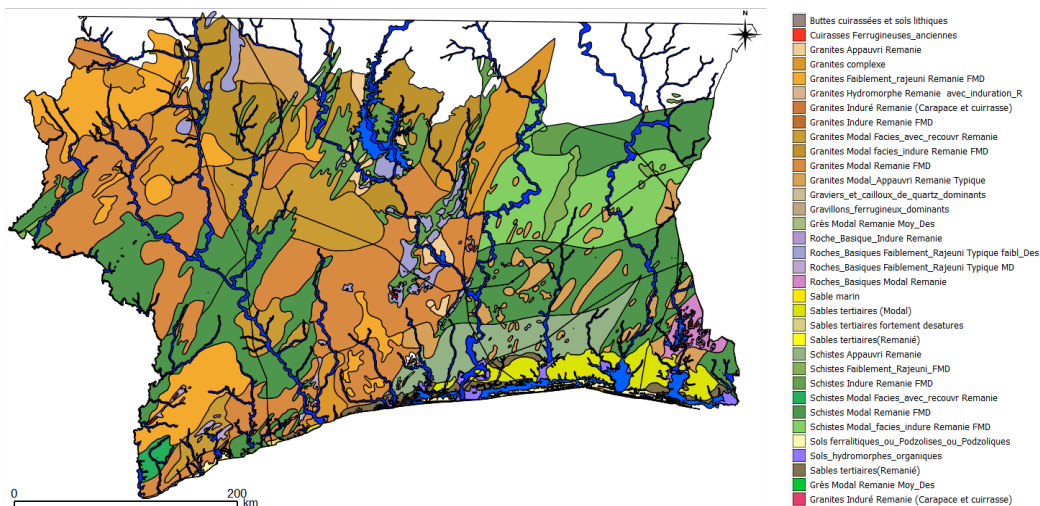 N
Buttes cuirassées et sols lithiques
Cuirasses Ferrugineuses_anciennes
Granites Appauvri Remanie
Granites complexe
Granites Faiblement_rajeuni Remanie FMD
Granites Hydromorphe Remanie avec_induration_R
Granites Induré Remanie (Carapace et cuirrasse)
Granites Indure Remanie FMD
Granites Modal Facies_avec_recouvr Remanie
Granites Modal facies_indure Remanie FMD
Granites Modal Remanie FMD
Granites Modal_Appauvri Remanie Typique
Graviers_et_cailloux_de_quartz_dominants
Gravillons_ferrugineux_dominants
Grès Modal Remanie Moy_Des
Roche_Basique_Indure Remanie
Roches_Basiques Faiblement_Rajeuni Typique faibl_Des
Roches_Basiques Faiblement_Rajeuni Typique MD
Roches_Basiques Modal Remanie
Sable marin
Sables tertiaires (Modal)
Sables tertiaires fortement desatures
Sables tertiaires(Remanié)
Schistes Appauvri Remanie
Schistes Faiblement_Rajeuni_FMD
Schistes Indure Remanie FMD
Schistes Modal Facies_avec_recouvr Remanie
Schistes Modal Remanie FMD
Schistes Modal_facies_indure Remanie FMD
Sols ferralitiques_ou_Podzolises_ou_Podzoliques
Sols_hydromorphes_organiques
Sables tertiaires(Remanié)
Grès Modal Remanie Moy_Des
Granites Induré Remanie (Carapace et cuirrasse)
0 200
km